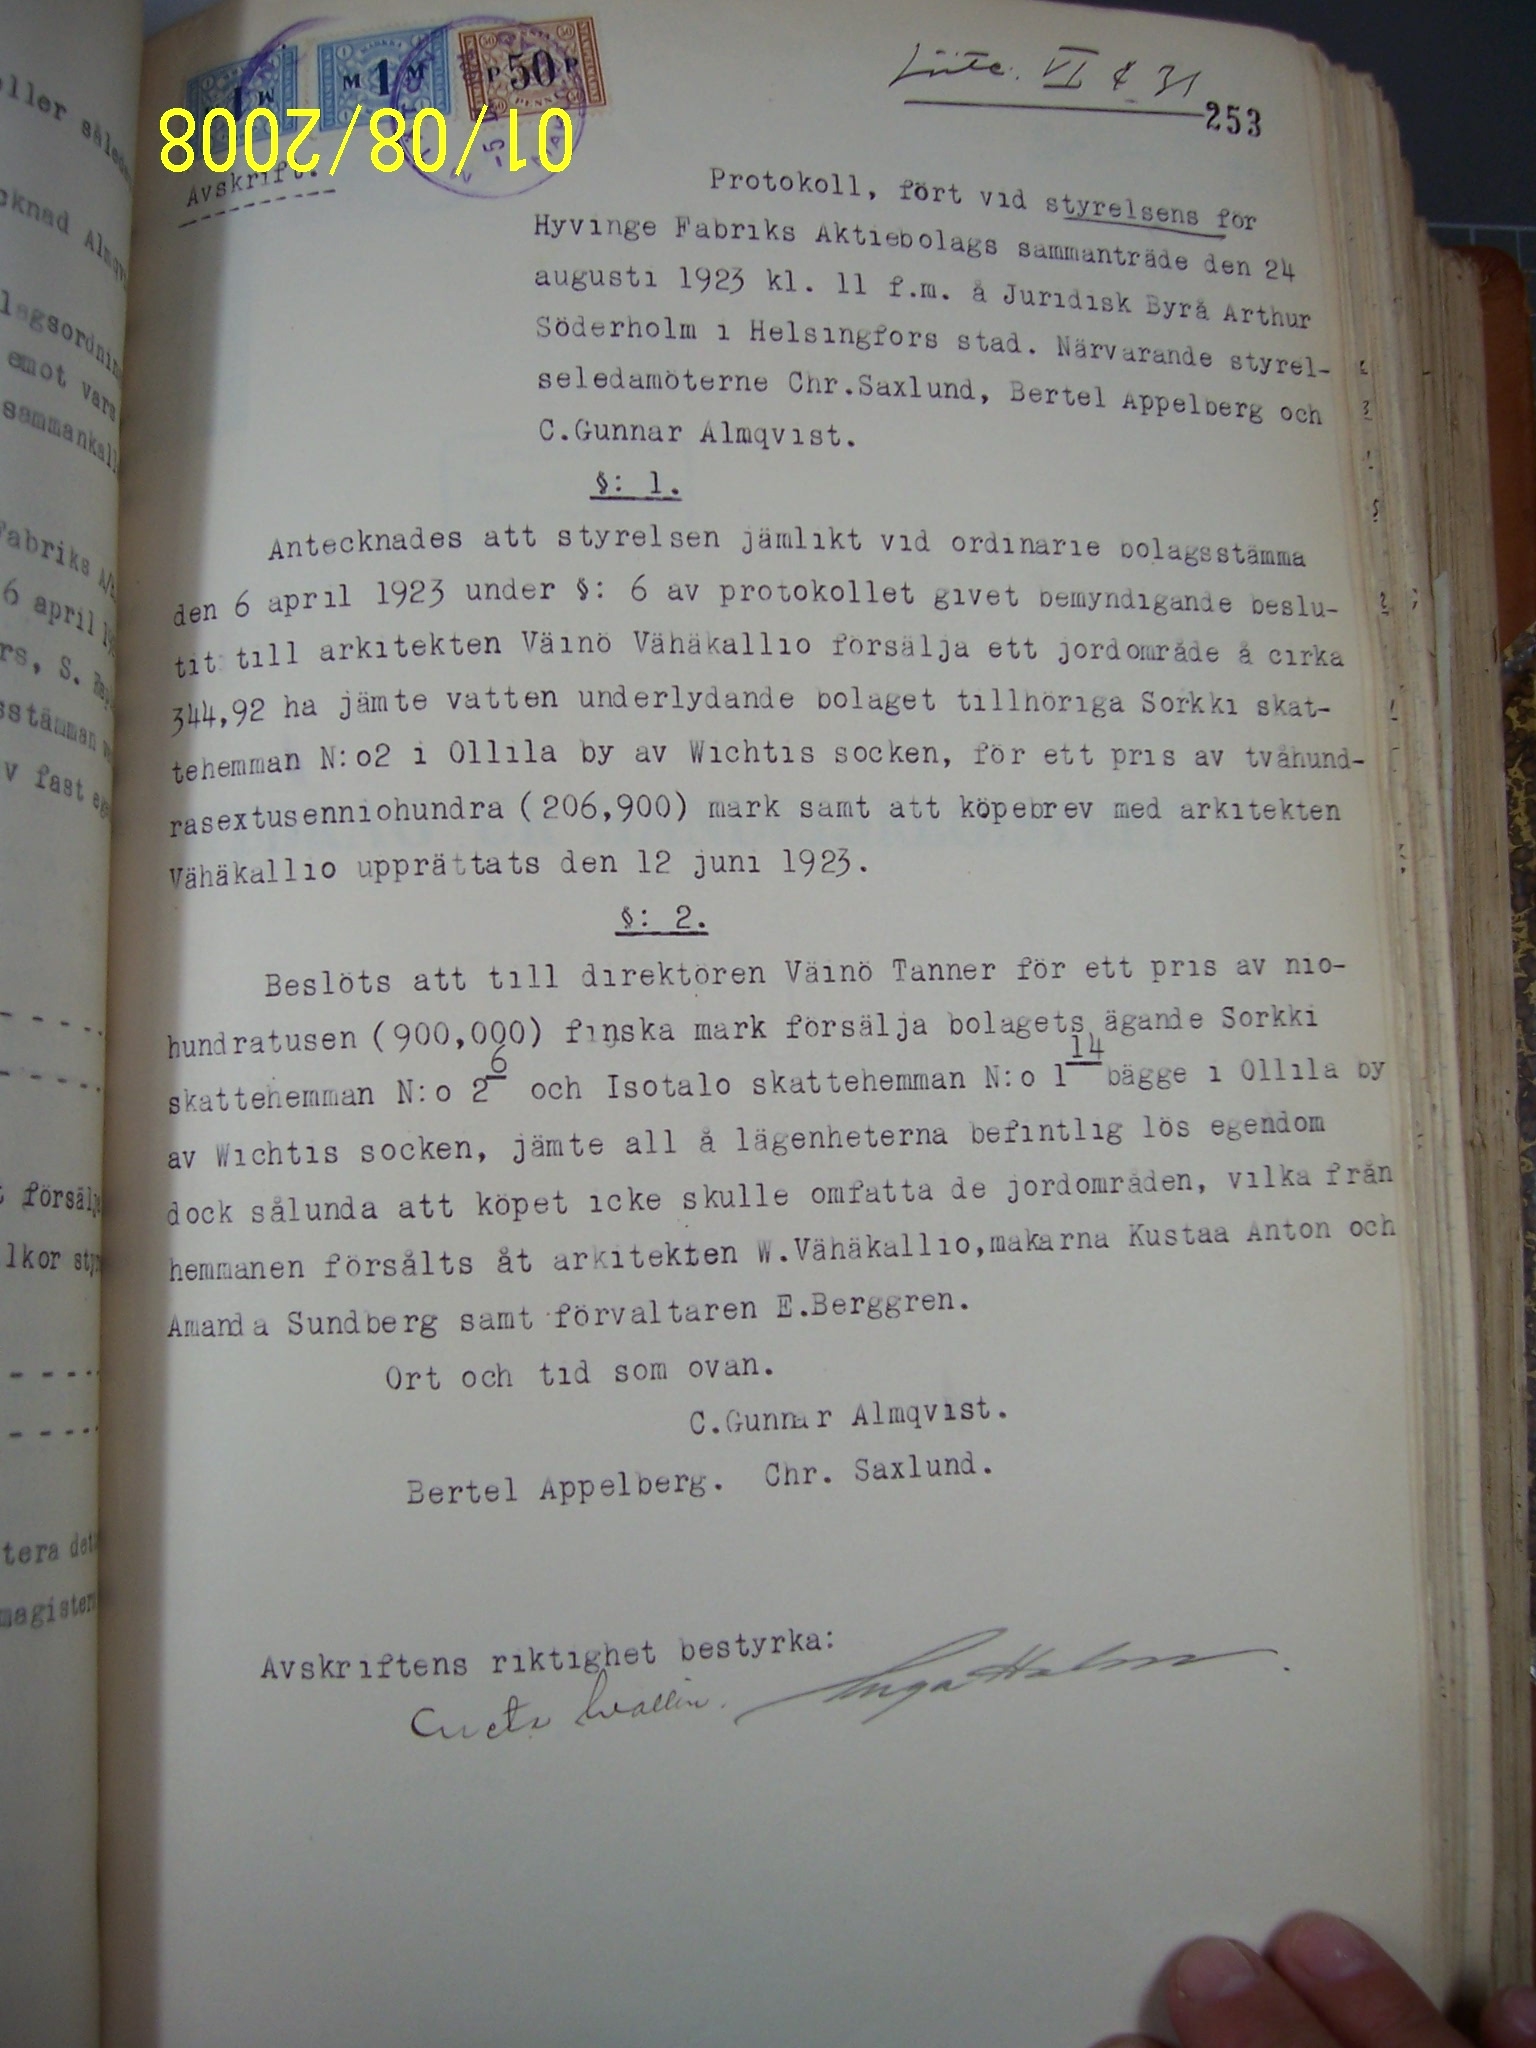 Liite. VI § 31
253
M 1 M
MARKKA
P 50 P
PENNI
01/08/2008
Avskrift.
Protokoll, fört vid styrelsens för
Hyvinge Fabriks Aktiebolags sammanträde den 24
augusti 1923 kl. 11 f.m. å Juridisk Byrå Arthur
Söderholm i Helsingfors stad. Närvarande styrel-
seledamöterne Chr.Saxlund, Bertel Appelberg och
C.Gunnar Almqvist.
§: 1.
Antecknades att styrelsen jämlikt vid ordinarie bolagsstämma
den 6 april 1923 under §: 6 av protokollet givet bemyndigande beslu-
tit till arkitekten Väinö Vähäkallio försälja ett jordområde å cirka
344,92 ha jämte vatten underlydande bolaget tillhöriga Sorkki skat-
tehemman N:o2 i Ollila by av Wichtis socken, för ett pris av tvåhund-
rasextusenniohundra (206,900) mark samt att köpebrev med arkitekten
Vähäkallio upprättats den 12 juni 1923.
§: 2.
Beslöts att till direktören Väinö Tanner för ett pris av nio-
hundratusen (900,000) finska mark försälja bolagets ägande Sorkki
skattehemman N:o 2 6 och Isotalo skattehemman N:o 1 14 bägge i Ollila by
av Wichtis socken, jämte all å lägenheterna befintlig lös egendom
dock sålunda att köpet icke skulle omfatta de jordområden, vilka från
hemmanen försålts åt arkitekten W.Vähäkallio,makarna Kustaa Anton och
Amanda Sundberg samt förvaltaren E.Berggren.
Ort och tid som ovan.
C.Gunnar Almqvist.
Bertel Appelberg. Chr. Saxlund.
Avskriftens riktighet bestyrka:
Wallin. Inga Holm